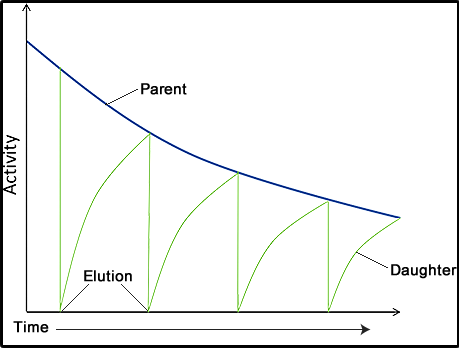 Parent
Activity
Elution
Daughter
Time